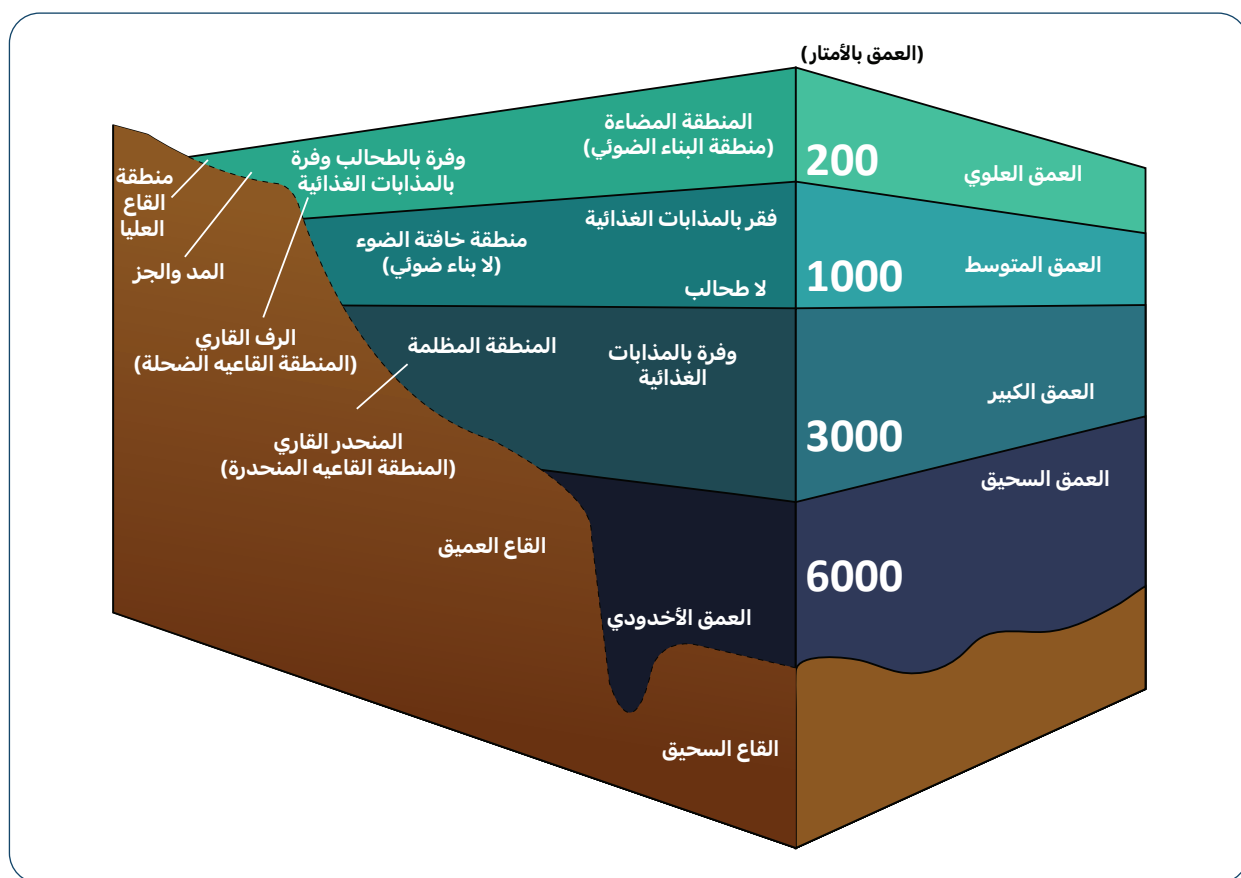 (العمق بالأمتار)
المنطقة المضاءة
(منطقة البناء الضوئي)
200
العمق العلوي
وفرة بالطحالب وفرة
بالمذابات الغذائية
منطقة
القاع
العليا
المد والجز
فقر بالمذابات الغذائية
منطقة خافتة الضوء
(لا بناء ضوئي)
لا طحالب
1000
العمق المتوسط
الرف القاري
(المنطقة القاعيه الضحلة)
المنطقة المظلمة
وفرة بالمذابات
الغذائية
3000
العمق الكبير
المنحدر القاري
(المنطقة القاعيه المنحدرة)
العمق السحيق
القاع العميق
6000
العمق الأخدودي
القاع السحيق